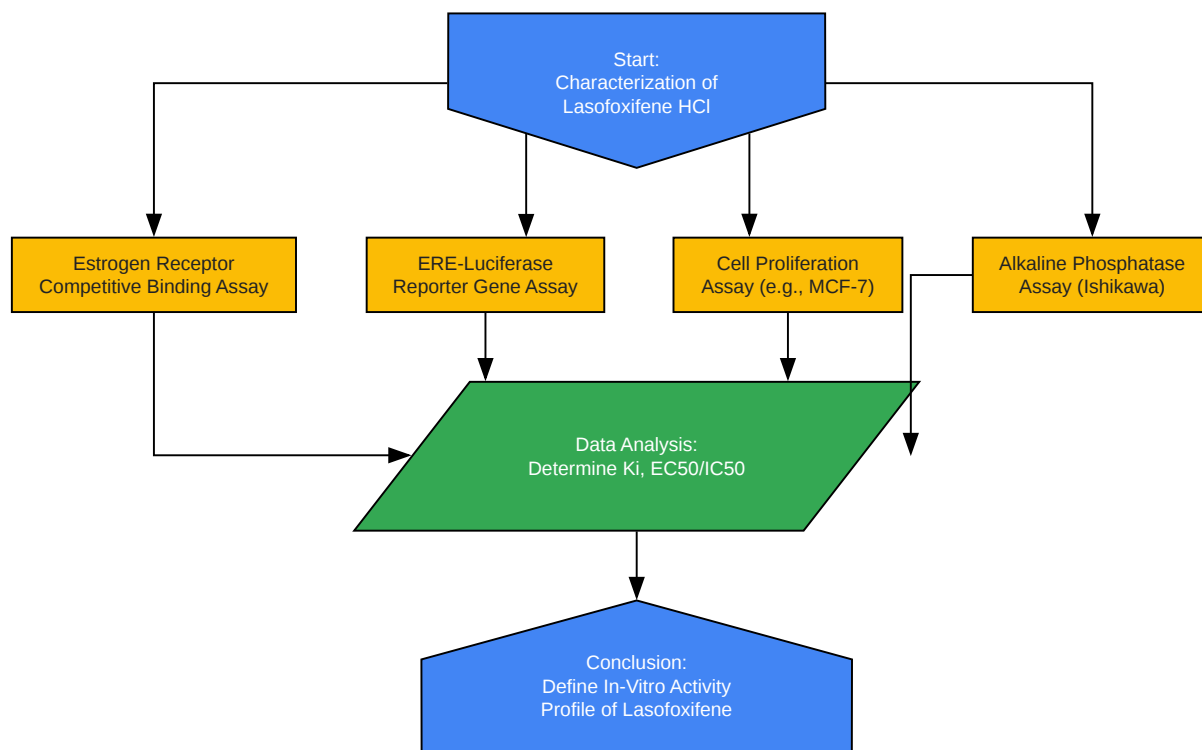 Start:
Characterization of
Lasofoxifene HCl
Estrogen Receptor
Competitive Binding Assay
ERE-Luciferase
Reporter Gene Assay
Cell Proliferation
Assay (e.g., MCF-7)
Alkaline Phosphatase
Assay (Ishikawa)
Data Analysis:
Determine Ki, EC50/IC50
Conclusion:
Define In-Vitro Activity
Profile of Lasofoxifene